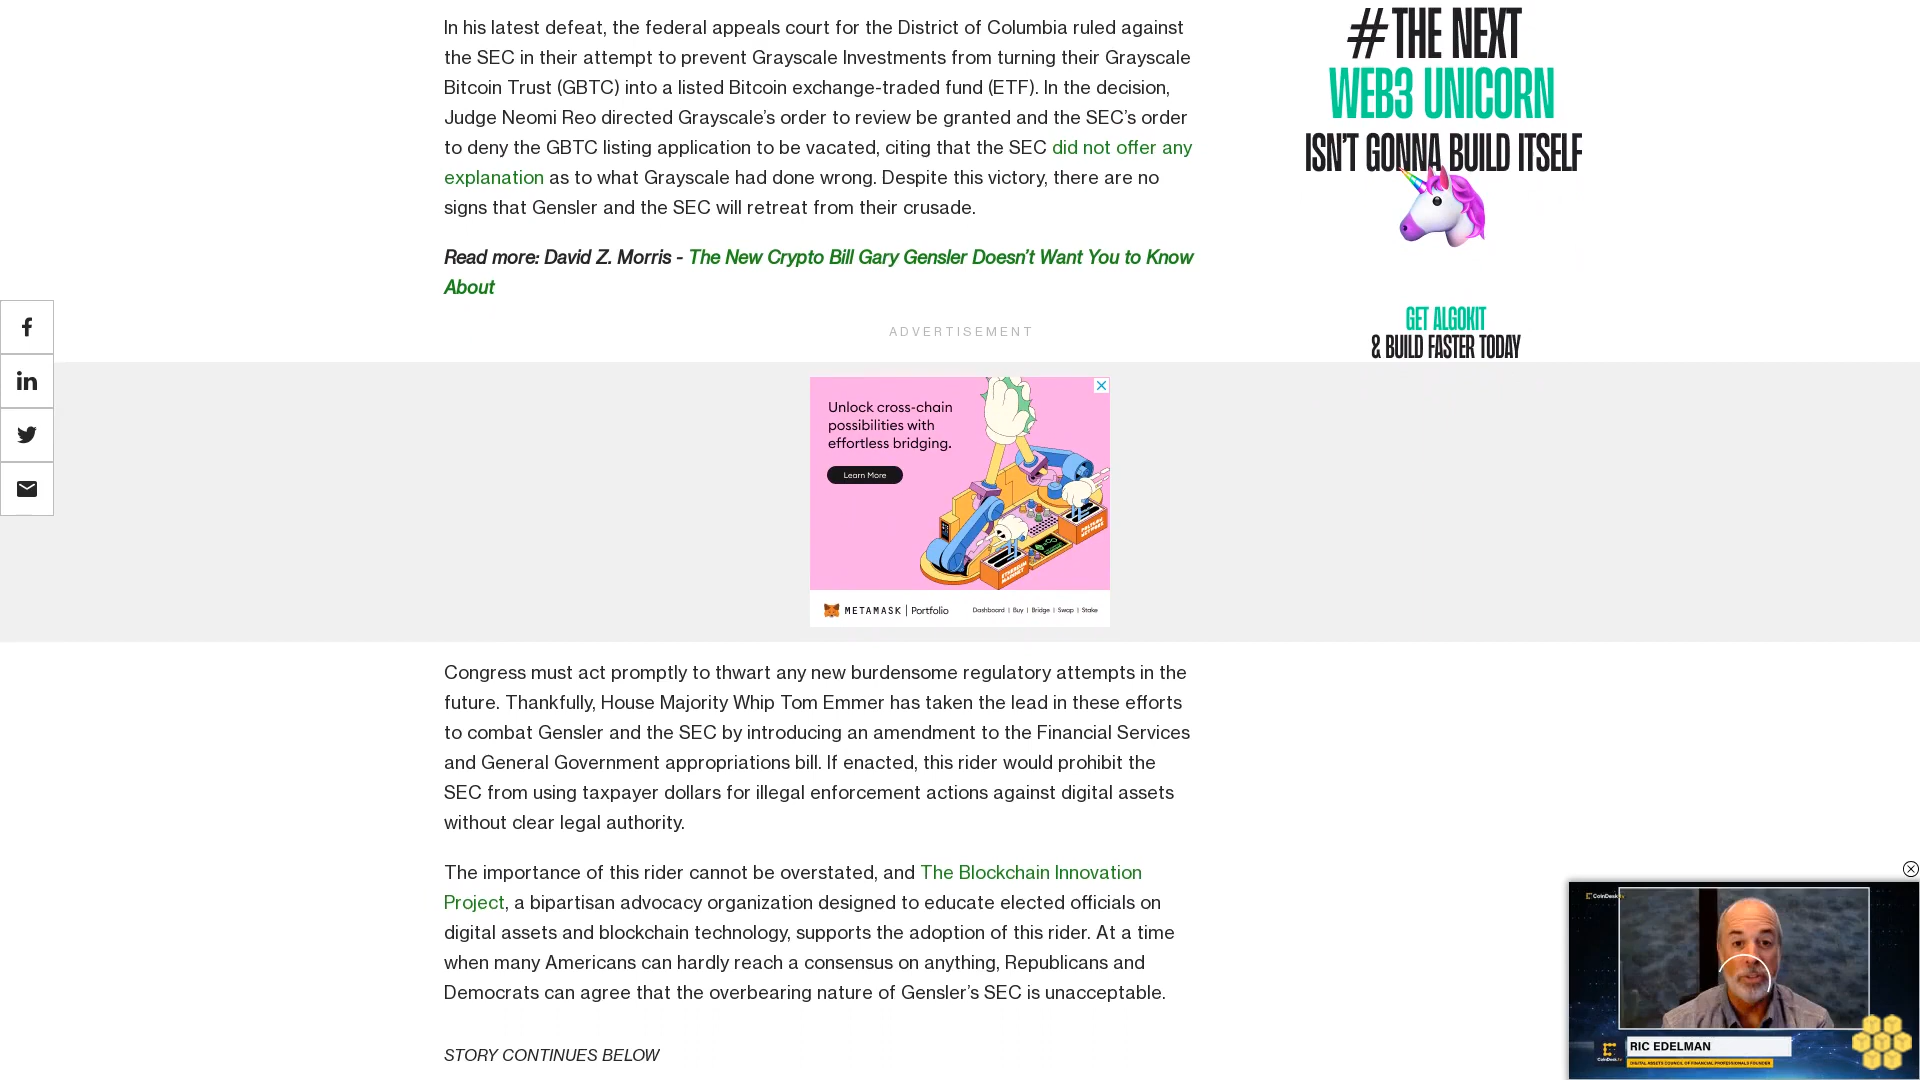 In his latest defeat, the federal appeals court for the District of Columbia ruled against
the SEC in their attempt to prevent Grayscale Investments from turning their Grayscale
Bitcoin Trust (GBTC) into a listed Bitcoin exchange-traded fund (ETF). In the decision,
Judge Neomi Reo directed Grayscale’s order to review be granted and the SEC’s order
to deny the GBTC listing application to be vacated, citing that the SEC did not offer any
explanation as to what Grayscale had done wrong. Despite this victory, there are no
signs that Gensler and the SEC will retreat from their crusade.
Read more: David Z. Morris - The New Crypto Bill Gary Gensler Doesn’t Want You to Know
About
#THE NEXT
WEB3 UNICORN
ISN'T GONNA BUILD ITSELF
GET ALGOKIT
& BUILD FASTER TODAY
ADVERTISEMENT
Unlock cross-chain
possibilities with
effortless bridging.
Learn More
METAMASK | Portfolio
Dashboard | Buy | Bridge | Swap | Stake
Congress must act promptly to thwart any new burdensome regulatory attempts in the
future. Thankfully, House Majority Whip Tom Emmer has taken the lead in these efforts
to combat Gensler and the SEC by introducing an amendment to the Financial Services
and General Government appropriations bill. If enacted, this rider would prohibit the
SEC from using taxpayer dollars for illegal enforcement actions against digital assets
without clear legal authority.
The importance of this rider cannot be overstated, and The Blockchain Innovation
Project, a bipartisan advocacy organization designed to educate elected officials on
digital assets and blockchain technology, supports the adoption of this rider. At a time
when many Americans can hardly reach a consensus on anything, Republicans and
Democrats can agree that the overbearing nature of Gensler’s SEC is unacceptable.
STORY CONTINUES BELOW
RIC EDELMAN
DIGITAL ASSETS COUNCIL OF FINANCIAL PROFESSIONALS FOUNDER